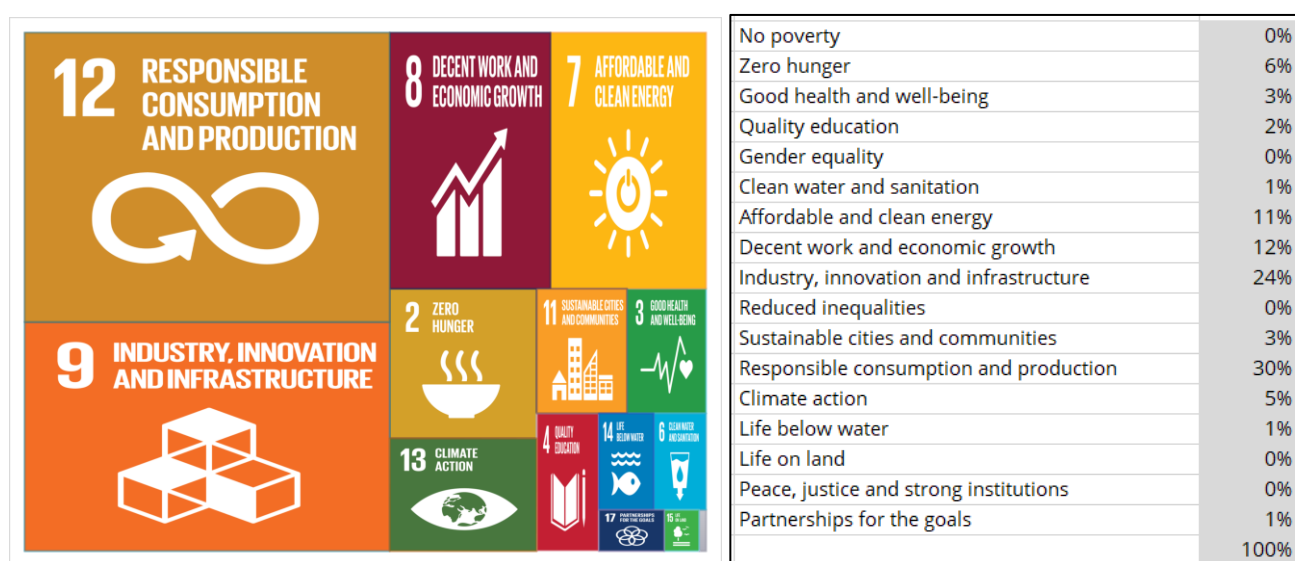 12 RESPONSIBLE
CONSUMPTION
AND PRODUCTION
8 DECENT WORK AND
ECONOMIC GROWTH
7 AFFORDABLE AND
CLEAN ENERGY
9 INDUSTRY, INNOVATION
AND INFRASTRUCTURE
2 ZERO
HUNGER
11 SUSTAINABLE CITIES
AND COMMUNITIES
3 GOOD HEALTH
AND WELL-BEING
13 CLIMATE
ACTION
4 QUALITY
EDUCATION
14 LIFE
BELOW WATER
6 CLEAN WATER
AND SANITATION
17 PARTNERSHIPS
FOR THE GOALS
15 LIFE
ON LAND
No poverty 0%
Zero hunger 6%
Good health and well-being 3%
Quality education 2%
Gender equality 0%
Clean water and sanitation 1%
Affordable and clean energy 11%
Decent work and economic growth 12%
Industry, innovation and infrastructure 24%
Reduced inequalities 0%
Sustainable cities and communities 3%
Responsible consumption and production 30%
Climate action 5%
Life below water 1%
Life on land 0%
Peace, justice and strong institutions 0%
Partnerships for the goals 1%
100%